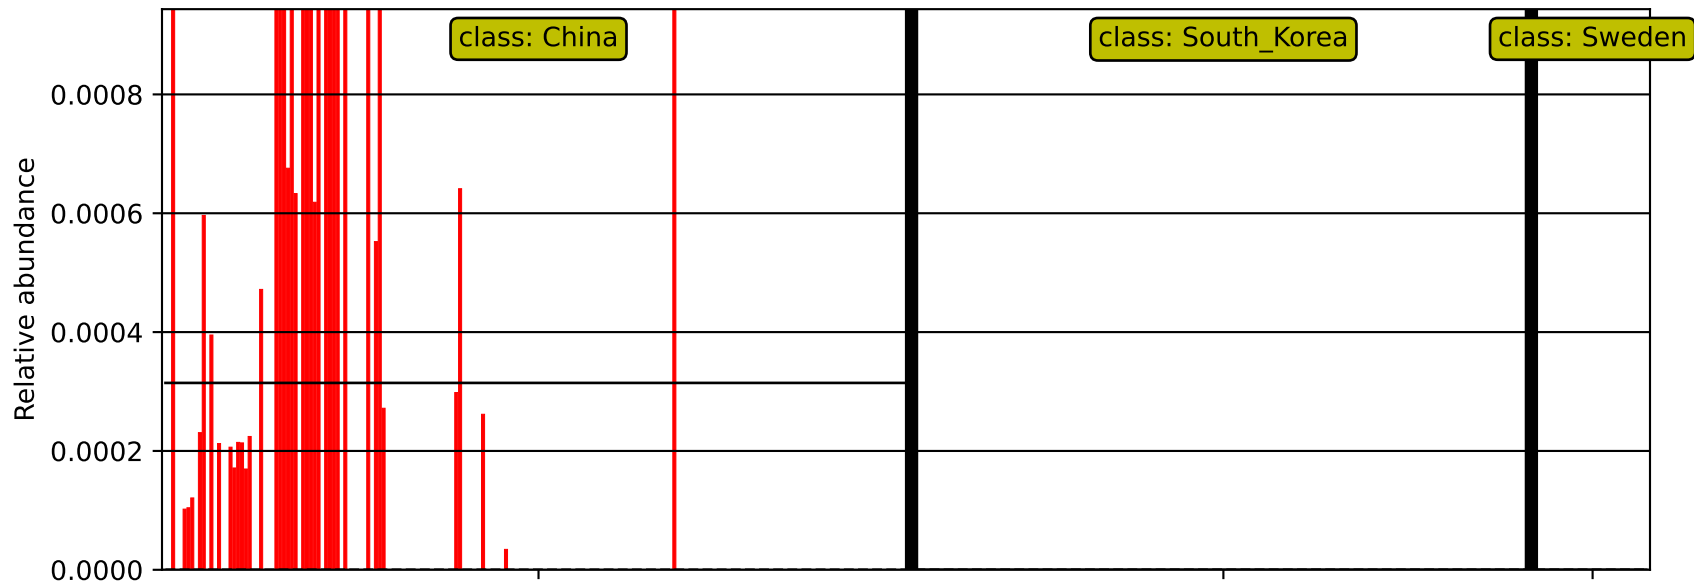 class: China
class: South_Korea
class: Sweden
Relative abundance
0.0008
0.0006
0.0004
0.0002
0.0000